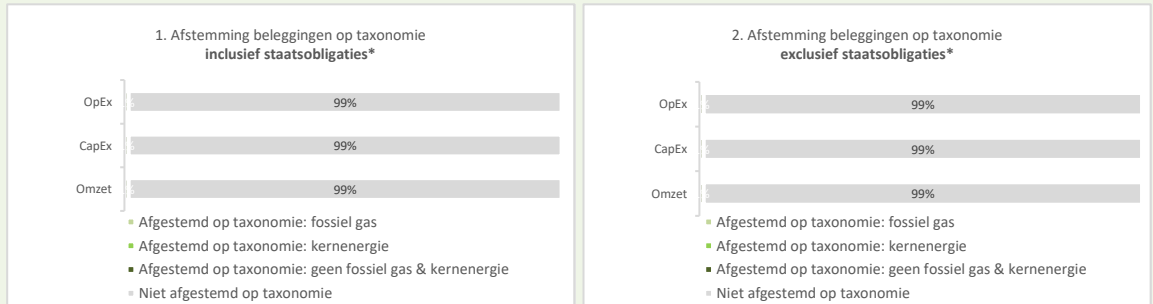 1. Afstemming beleggingen op taxonomie
inclusief staatsobligaties*
OpEx
99%
CapEx
99%
Omzet
99%
Afgestemd op taxonomie: fossiel gas
Afgestemd op taxonomie: kernenergie
Afgestemd op taxonomie: geen fossiel gas & kernenergie
Niet afgestemd op taxonomie
2. Afstemming beleggingen op taxonomie
exclusief staatsobligaties*
OpEx
99%
CapEx
99%
Omzet
99%
Afgestemd op taxonomie: fossiel gas
Afgestemd op taxonomie: kernenergie
Afgestemd op taxonomie: geen fossiel gas & kernenergie
Niet afgestemd op taxonomie